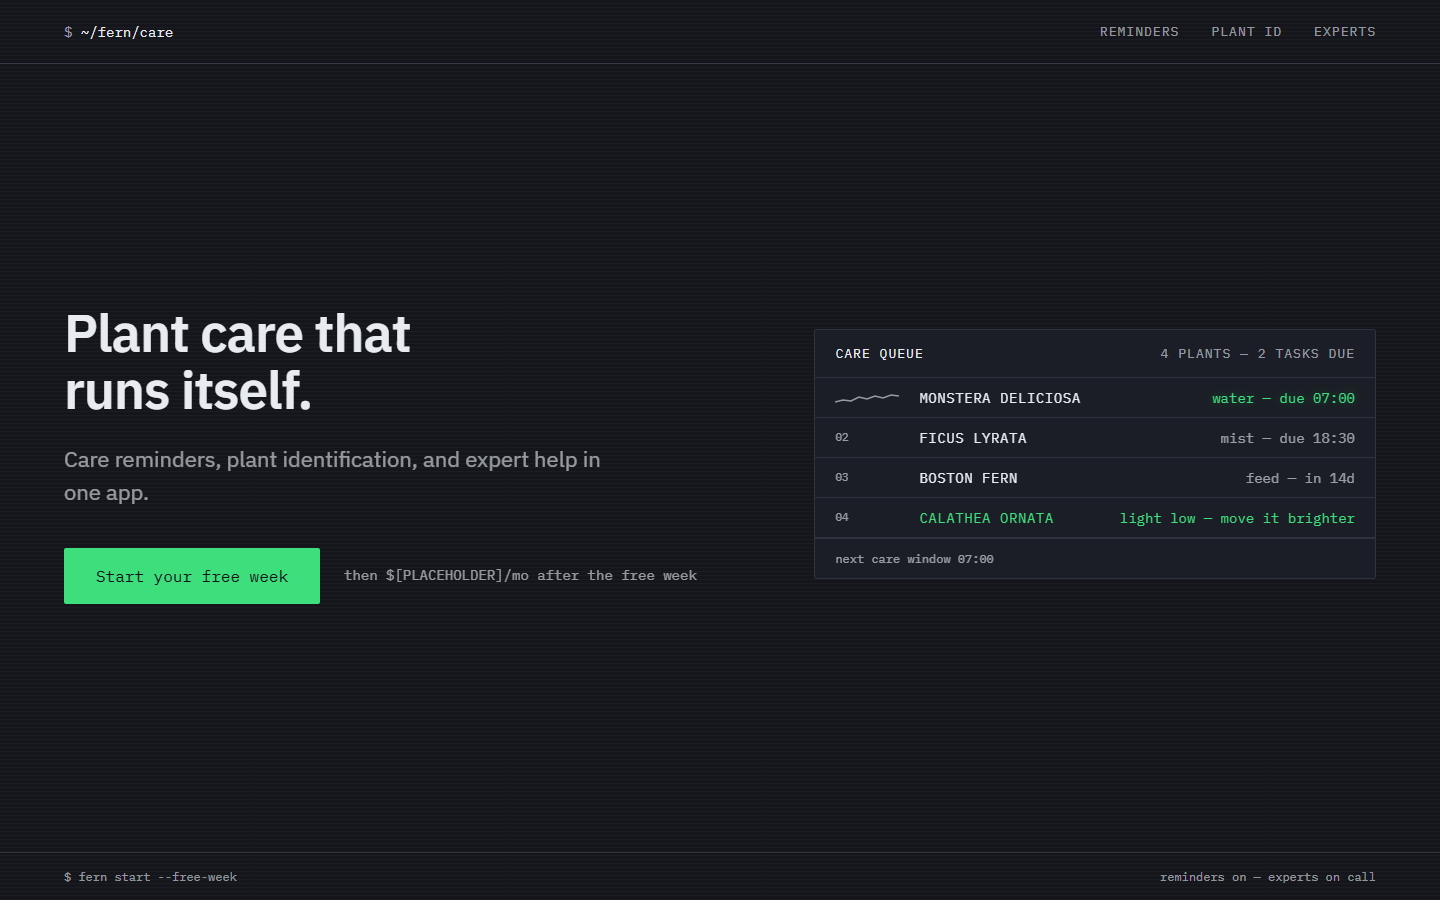 $ ~/fern/care
REMINDERS PLANT ID EXPERTS
Plant care that
runs itself.
Care reminders, plant identification, and expert help in
one app.
Start your free week
then $[PLACEHOLDER]/mo after the free week
CARE QUEUE 4 PLANTS — 2 TASKS DUE
MONSTERA DELICIOSA water — due 07:00
02 FICUS LYRATA mist — due 18:30
03 BOSTON FERN feed — in 14d
04 CALATHEA ORNATA light low — move it brighter
next care window 07:00
$ fern start --free-week
reminders on — experts on call